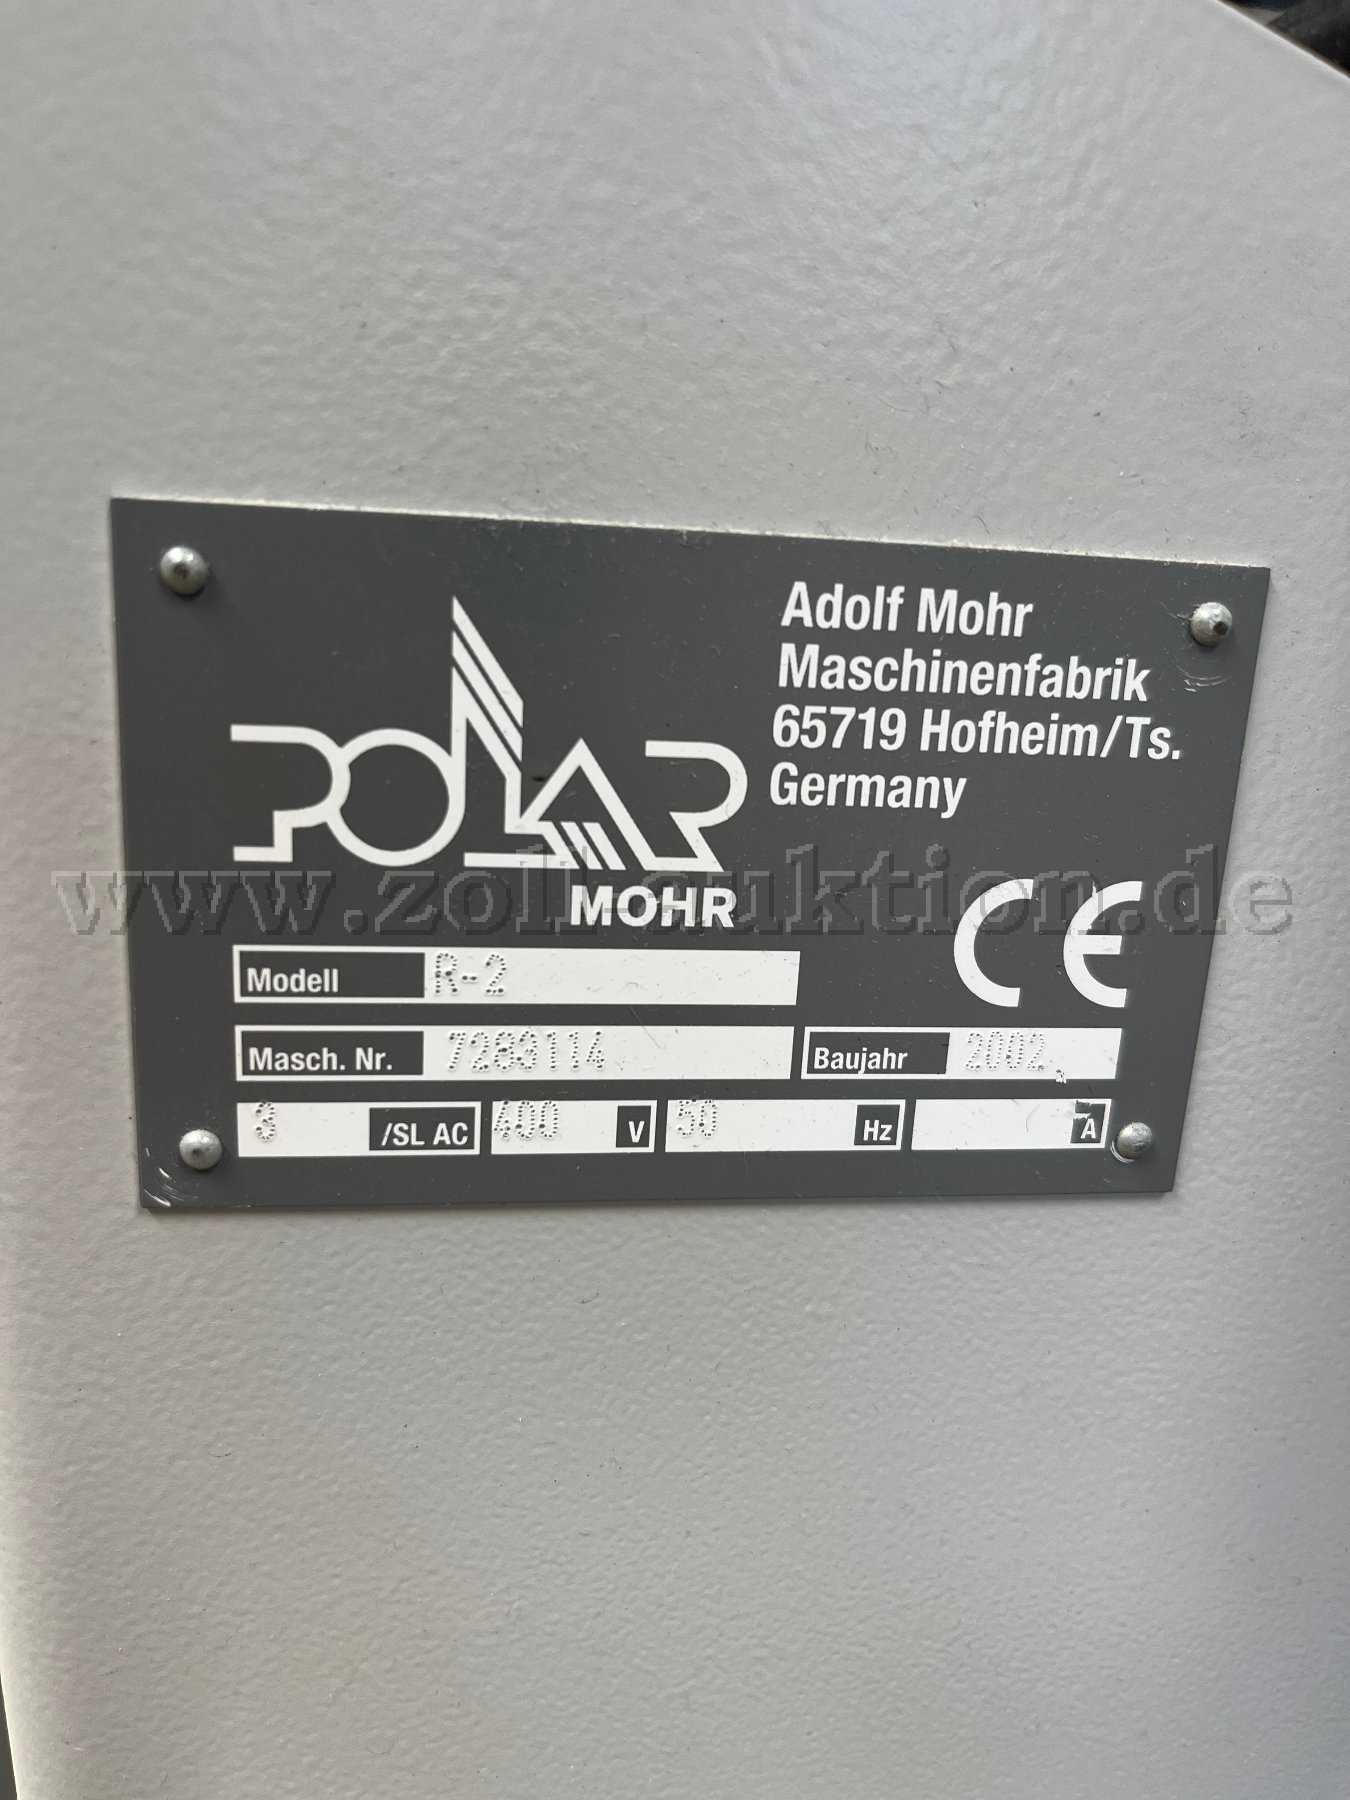 Adolf Mohr
Maschinenfabrik
65719 Hofheim/Ts.
Germany
POLAR
MOHR
www.zoll-auktion.de
CE
Modell R-2
Masch. Nr. 7283114 Baujahr 2002
3 /SL AC 400 V 50 Hz A